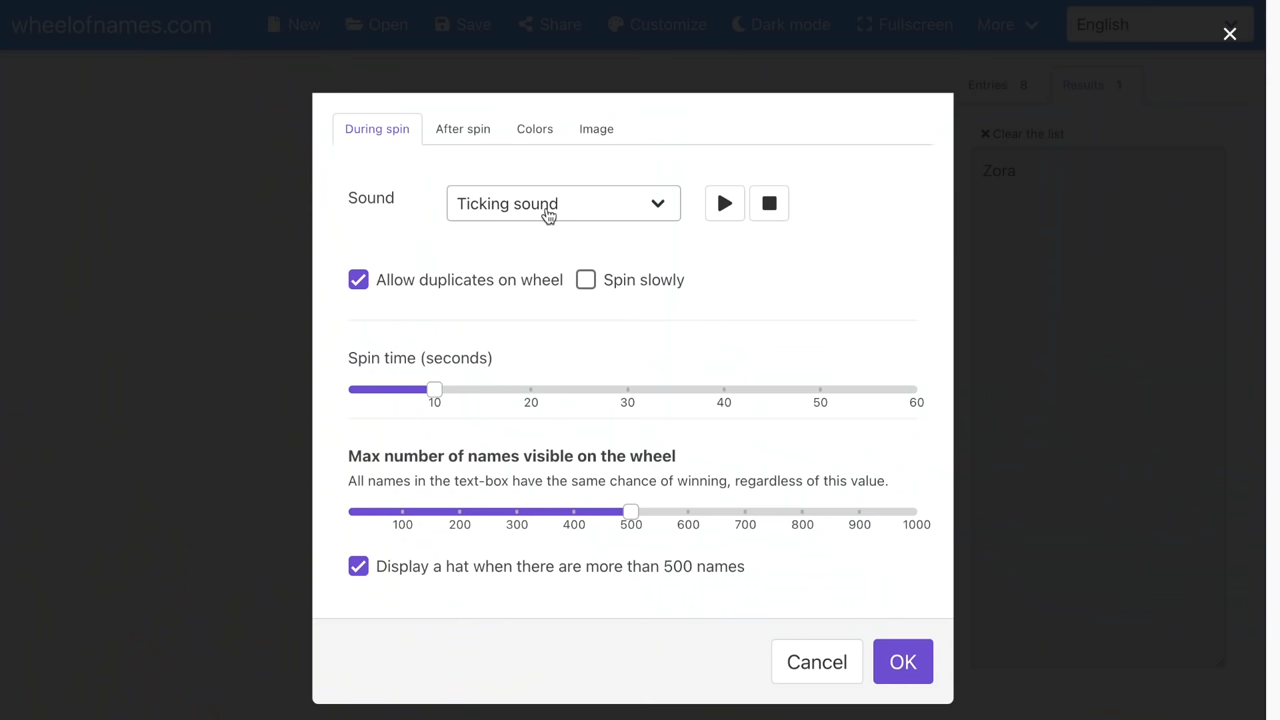 wheelofnames.com New Open Save Share Customize Dark mode Fullscreen More English
Entries 8 Results 1
Clear the list
Zora
During spin After spin Colors Image
Sound Ticking sound
Allow duplicates on wheel Spin slowly
Spin time (seconds)
10 20 30 40 50 60
Max number of names visible on the wheel
All names in the text-box have the same chance of winning, regardless of this value.
100 200 300 400 500 600 700 800 900 1000
Display a hat when there are more than 500 names
Cancel OK